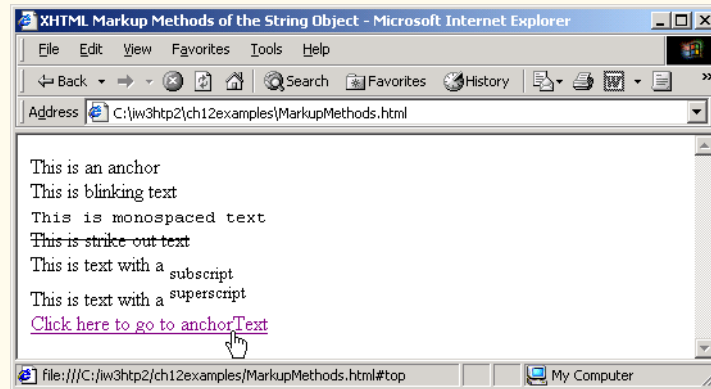 XHTML Markup Methods of the String Object - Microsoft Internet Explorer
File Edit View Favorites Tools Help
Back Search Favorites History »
Address C:\iw3htp2\ch12examples\MarkupMethods.html
This is an anchor
This is blinking text
This is monospaced text
This is strike out text
This is text with a subscript
This is text with a superscript
Click here to go to anchorText
file:///C:/iw3htp2/ch12examples/MarkupMethods.html#top My Computer